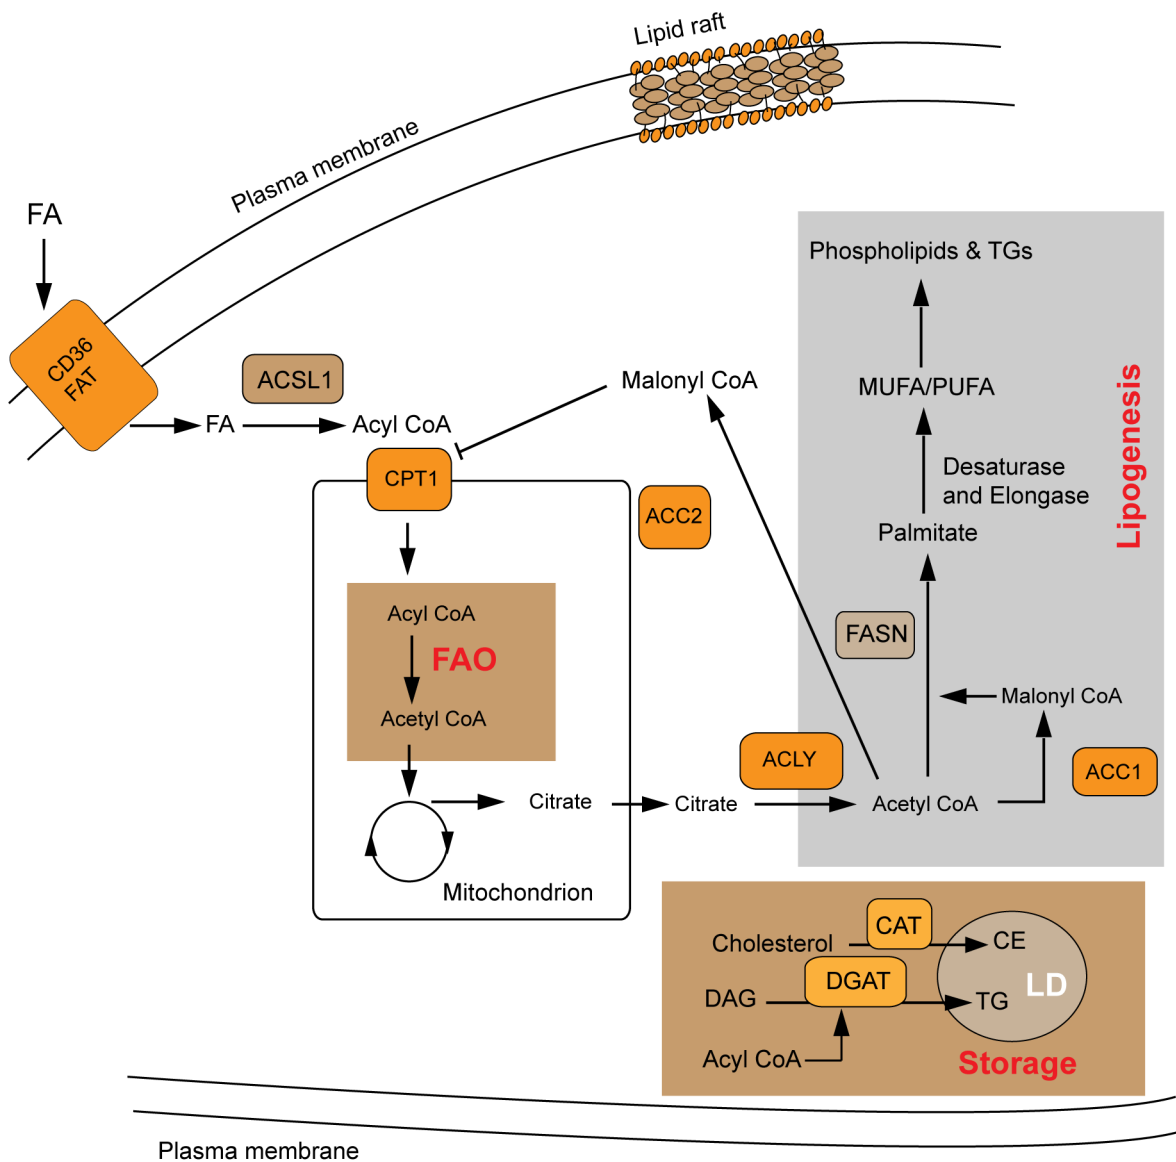 Lipid raft
Plasma membrane
FA
CD36
FAT
FA
ACSL1
Acyl CoA
Malonyl CoA
CPT1
ACC2
Acyl CoA
FAO
Acetyl CoA
Citrate
Mitochondrion
Citrate
ACLY
Phospholipids & TGs
MUFA/PUFA
Desaturase
and Elongase
Palmitate
Lipogenesis
FASN
Malonyl CoA
ACC1
Acetyl CoA
Cholesterol
CAT
CE
DAG
DGAT
TG
LD
Acyl CoA
Storage
Plasma membrane